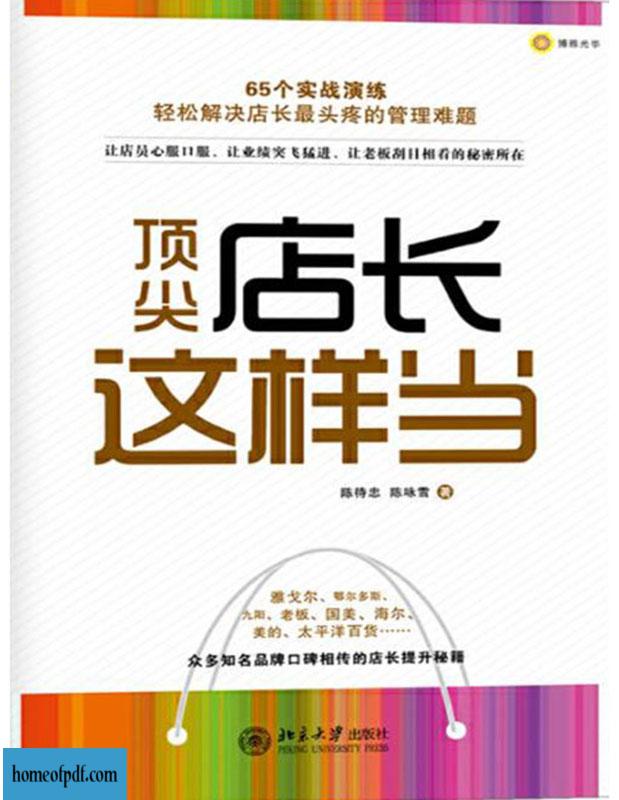 博雅光华
65个实战演练
轻松解决店长最头疼的管理难题
让店员心服口服、让业绩突飞猛进、让老板刮目相看的秘密所在
顶尖店长
这样当
陈待忠 陈咏雪 著
雅戈尔、鄂尔多斯、
九阳、老板、国美、海尔、
美的、太平洋百货……
众多知名品牌口碑相传的店长提升秘籍
北京大学出版社
PEKING UNIVERSITY PRESS
homeofpdf.com